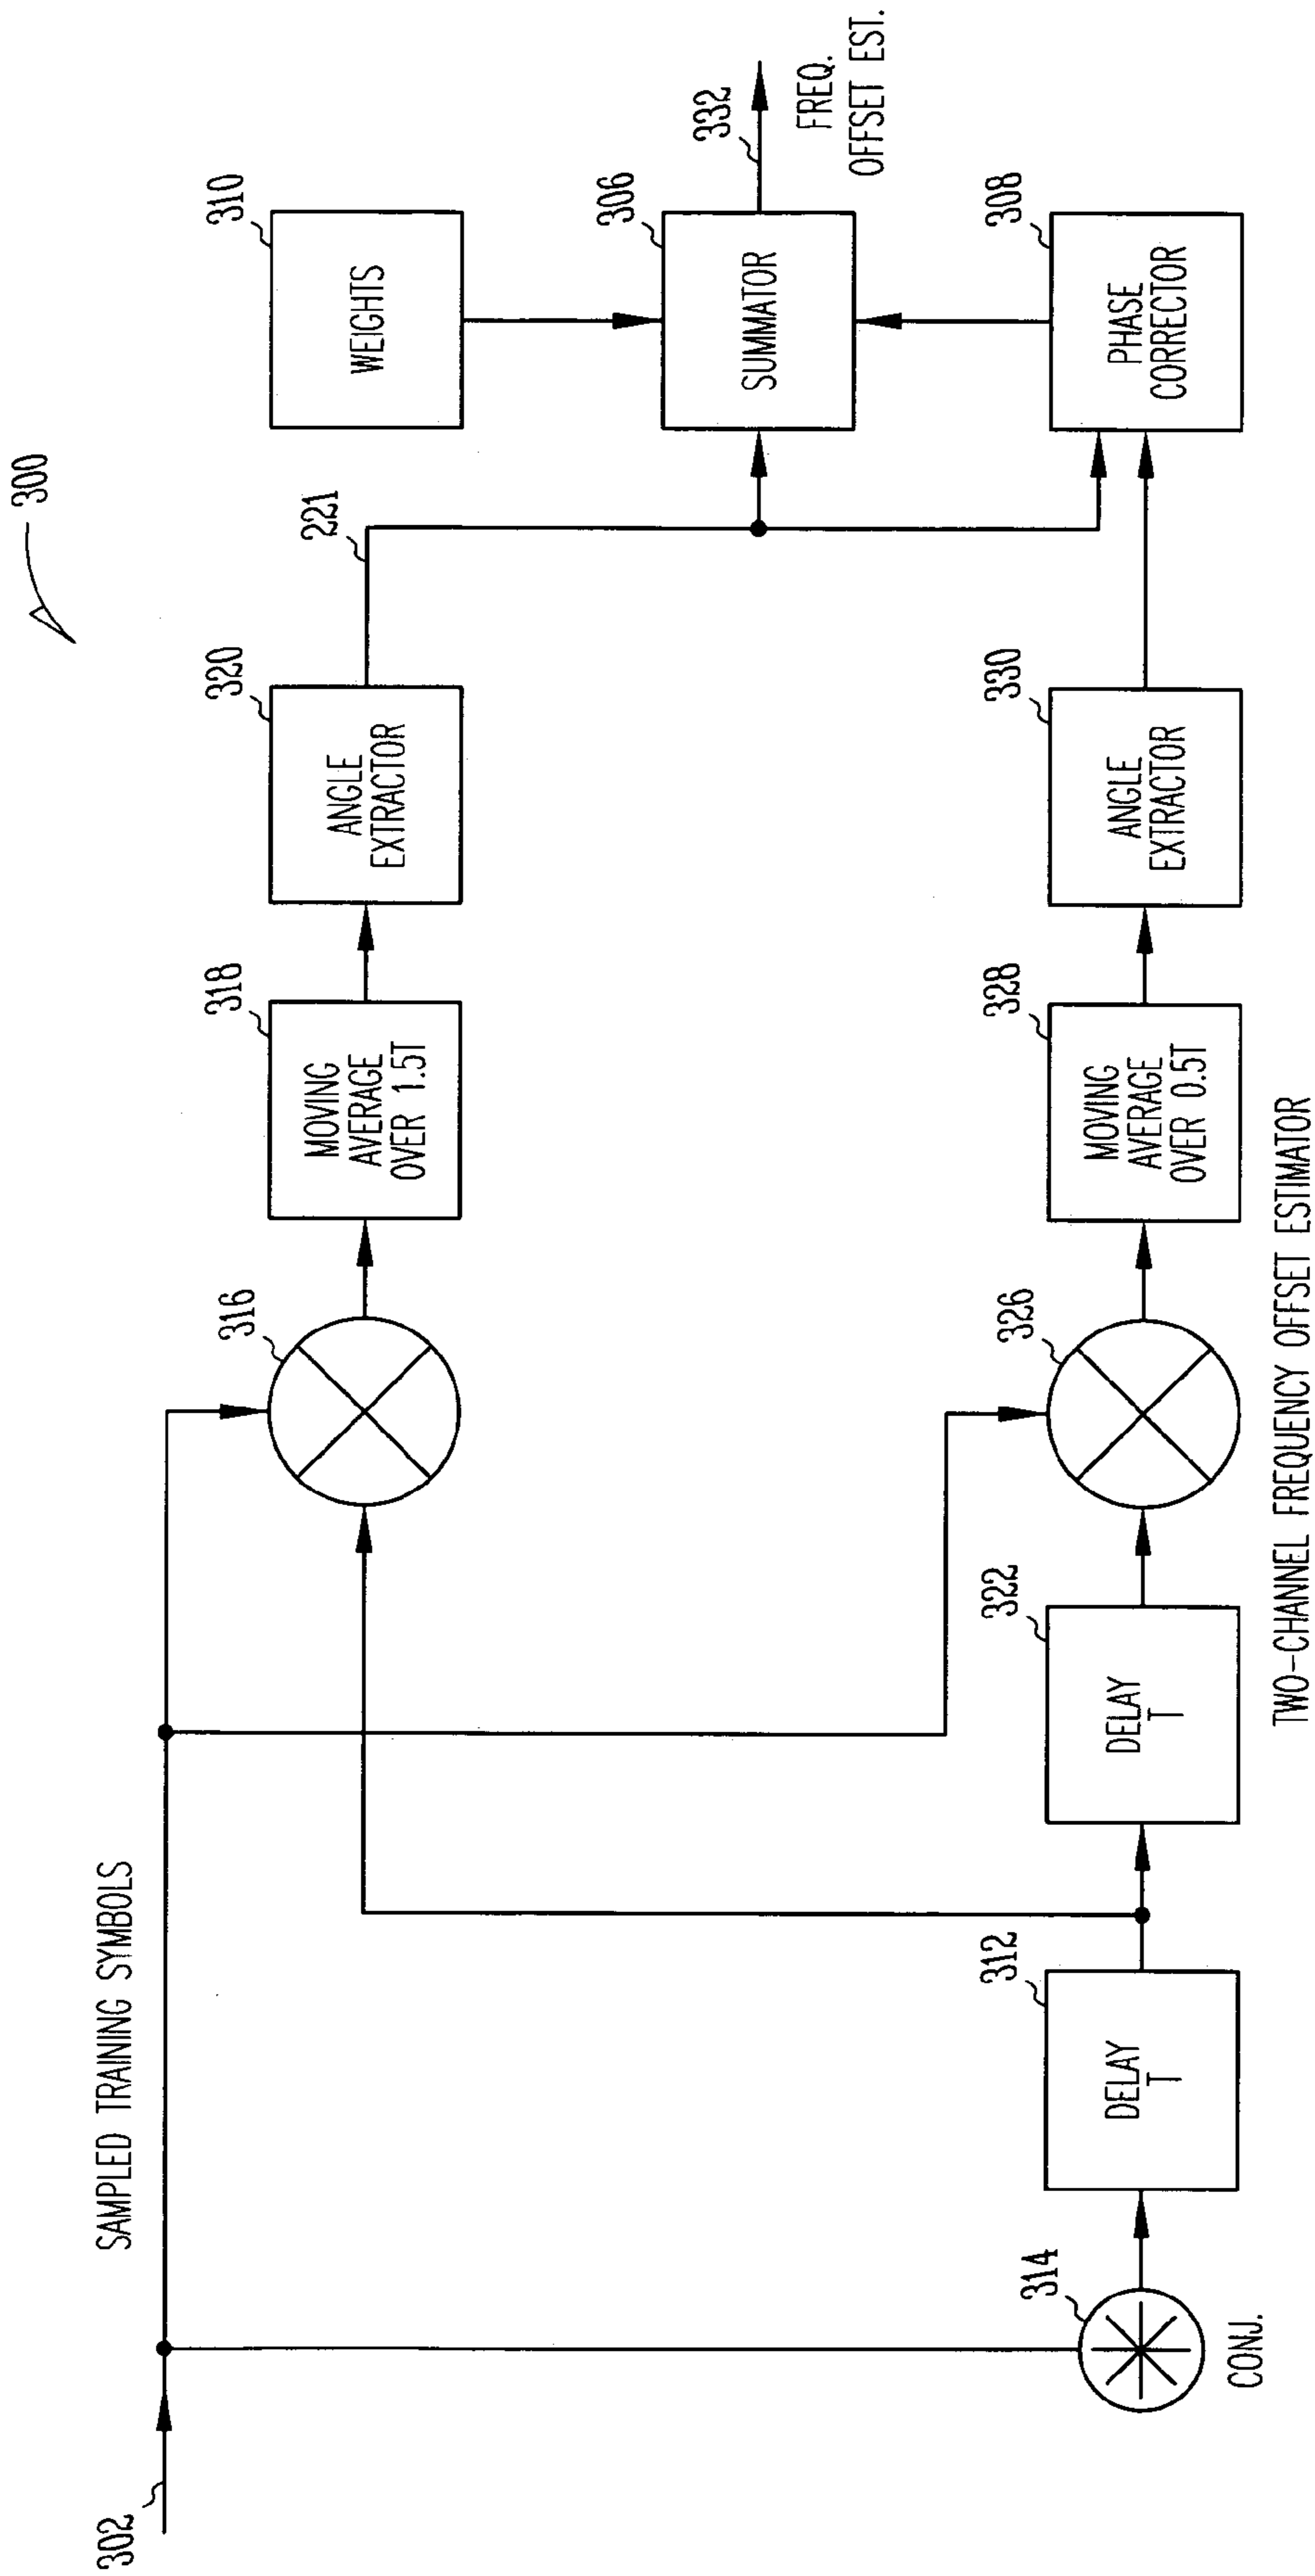 300
302
SAMPLED TRAINING SYMBOLS
314
CONJ.
312
DELAY
T
322
DELAY
T
316
326
318
MOVING
AVERAGE
OVER 1.5T
328
MOVING
AVERAGE
OVER 0.5T
320
ANGLE
EXTRACTOR
330
ANGLE
EXTRACTOR
221
310
WEIGHTS
306
SUMMATOR
308
PHASE
CORRECTOR
332
FREQ.
OFFSET EST.
TWO-CHANNEL FREQUENCY OFFSET ESTIMATOR